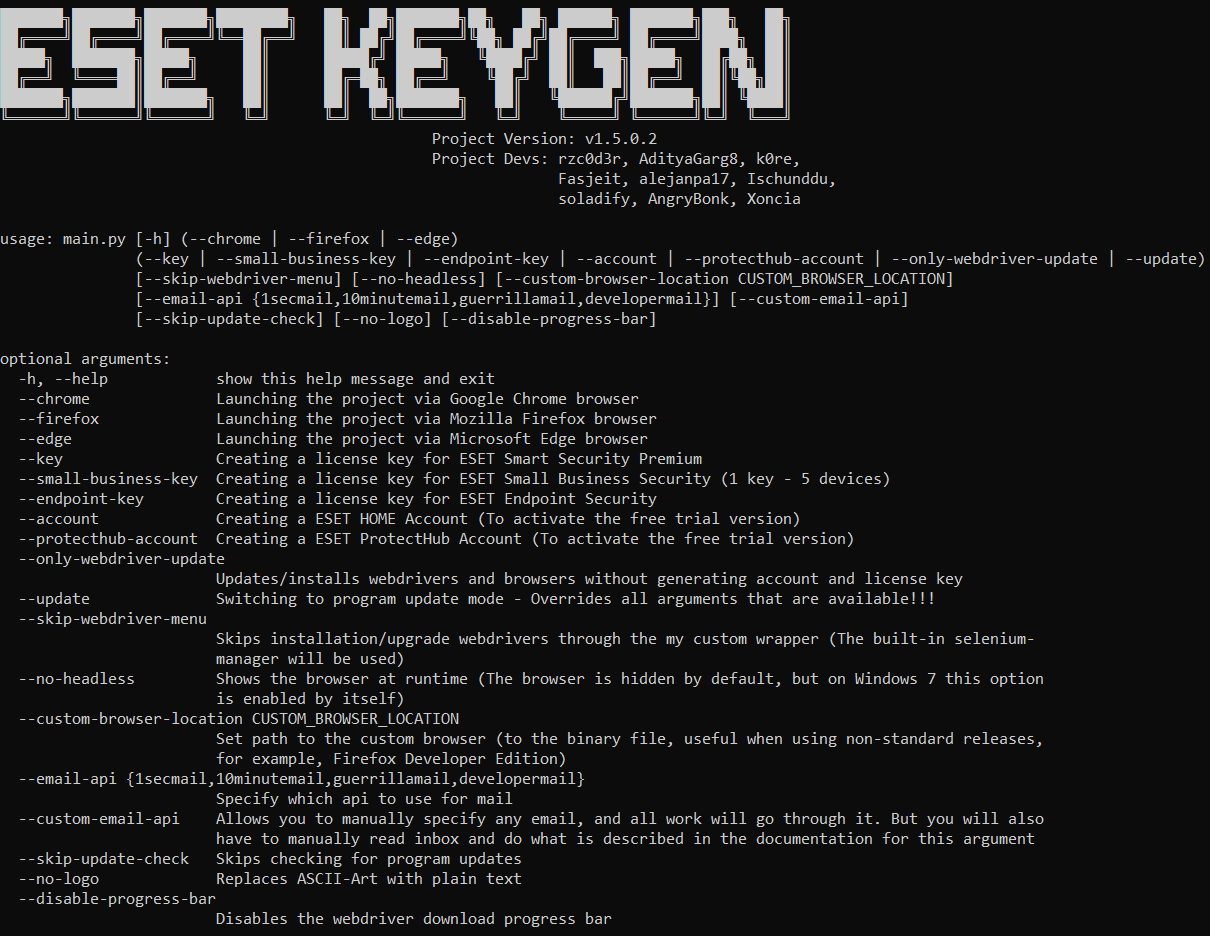 ESET KEYGEN
Project Version: v1.5.0.2
Project Devs: rzc0d3r, AdityaGarg8, k0re,
Fasjeit, alejanpa17, Ischunddu,
soladify, AngryBonk, Xoncia
usage: main.py [-h] (--chrome | --firefox | --edge)
(--key | --small-business-key | --endpoint-key | --account | --protecthub-account | --only-webdriver-update | --update)
[--skip-webdriver-menu] [--no-headless] [--custom-browser-location CUSTOM_BROWSER_LOCATION]
[--email-api {1secmail,10minutemail,guerrillamail,developermail}] [--custom-email-api]
[--skip-update-check] [--no-logo] [--disable-progress-bar]
optional arguments:
-h, --help show this help message and exit
--chrome Launching the project via Google Chrome browser
--firefox Launching the project via Mozilla Firefox browser
--edge Launching the project via Microsoft Edge browser
--key Creating a license key for ESET Smart Security Premium
--small-business-key Creating a license key for ESET Small Business Security (1 key - 5 devices)
--endpoint-key Creating a license key for ESET Endpoint Security
--account Creating a ESET HOME Account (To activate the free trial version)
--protecthub-account Creating a ESET ProtectHub Account (To activate the free trial version)
--only-webdriver-update
Updates/installs webdrivers and browsers without generating account and license key
--update Switching to program update mode - Overrides all arguments that are available!!!
--skip-webdriver-menu
Skips installation/upgrade webdrivers through the my custom wrapper (The built-in selenium-
manager will be used)
--no-headless Shows the browser at runtime (The browser is hidden by default, but on Windows 7 this option
is enabled by itself)
--custom-browser-location CUSTOM_BROWSER_LOCATION
Set path to the custom browser (to the binary file, useful when using non-standard releases,
for example, Firefox Developer Edition)
--email-api {1secmail,10minutemail,guerrillamail,developermail}
Specify which api to use for mail
--custom-email-api Allows you to manually specify any email, and all work will go through it. But you will also
have to manually read inbox and do what is described in the documentation for this argument
--skip-update-check Skips checking for program updates
--no-logo Replaces ASCII-Art with plain text
--disable-progress-bar
Disables the webdriver download progress bar